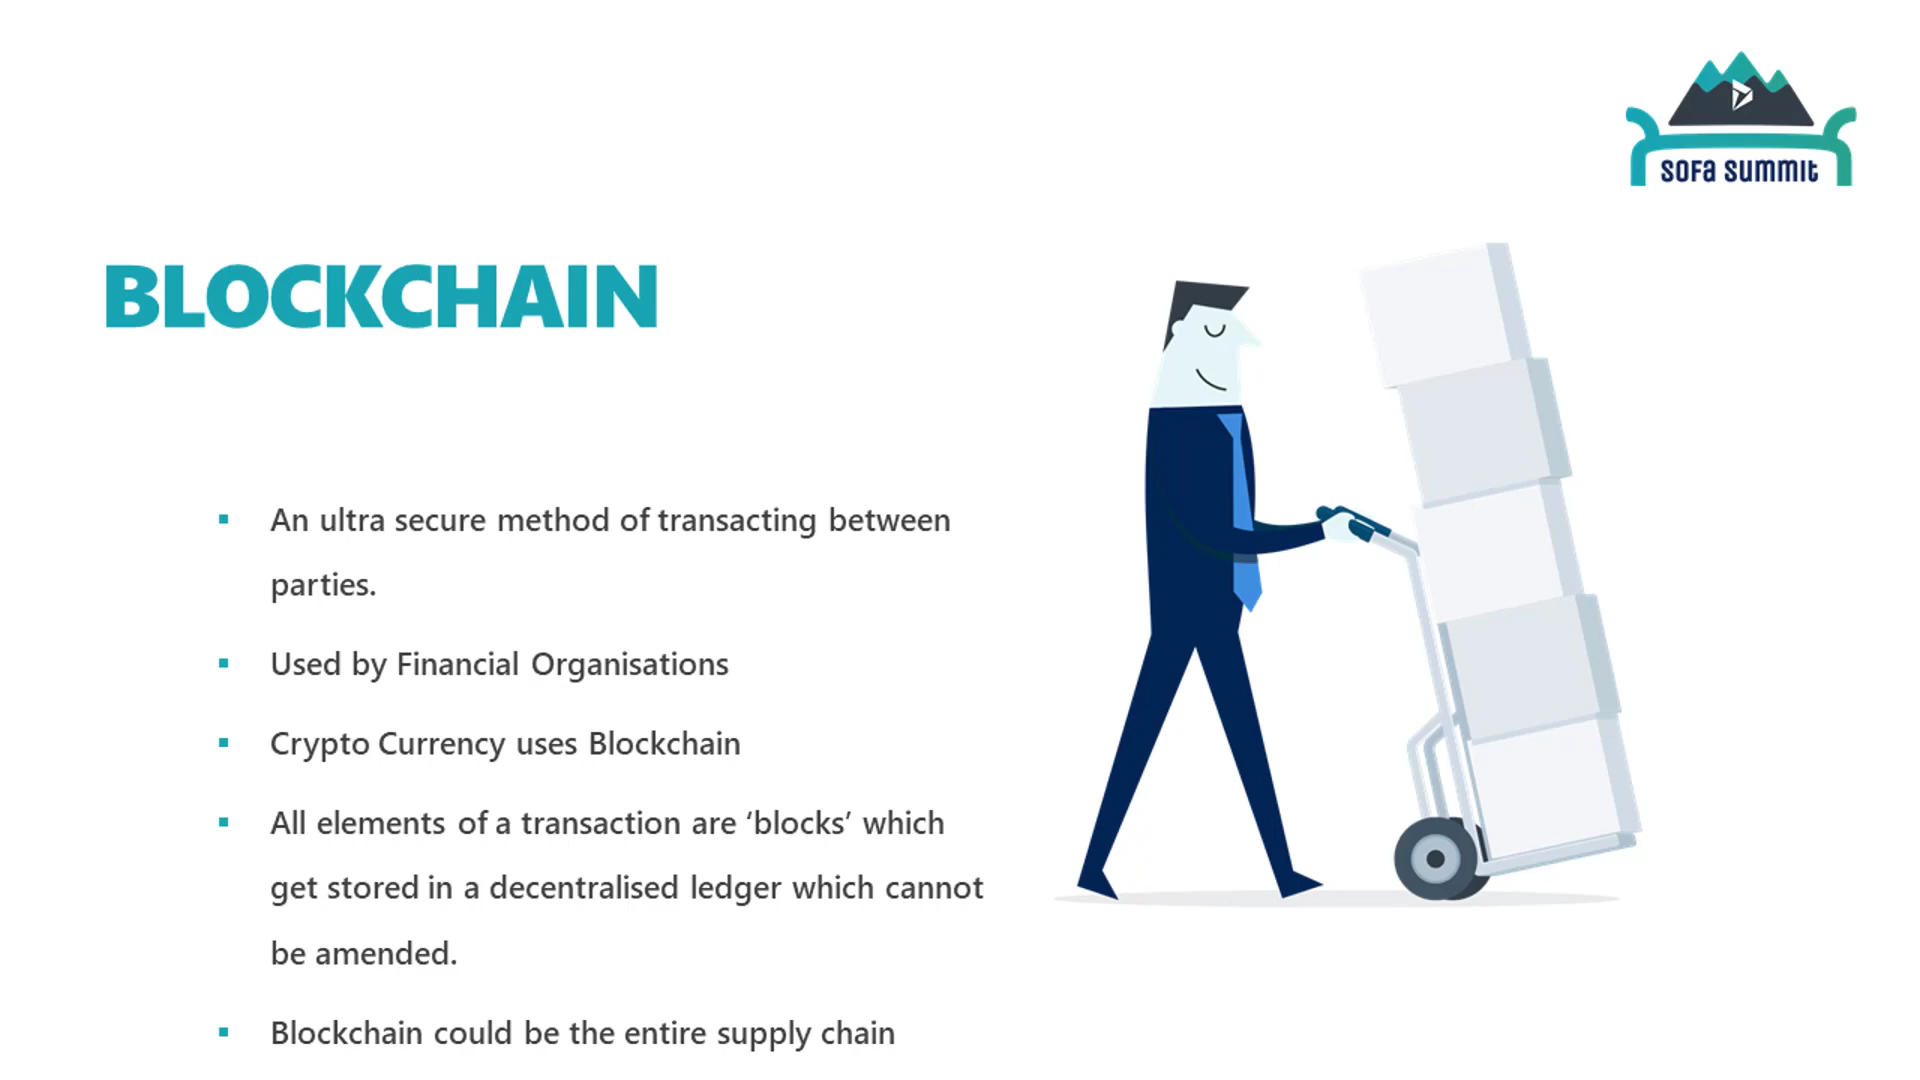 SOFA SUMMIT
BLOCKCHAIN
An ultra secure method of transacting between
parties.
Used by Financial Organisations
Crypto Currency uses Blockchain
All elements of a transaction are ‘blocks’ which
get stored in a decentralised ledger which cannot
be amended.
Blockchain could be the entire supply chain